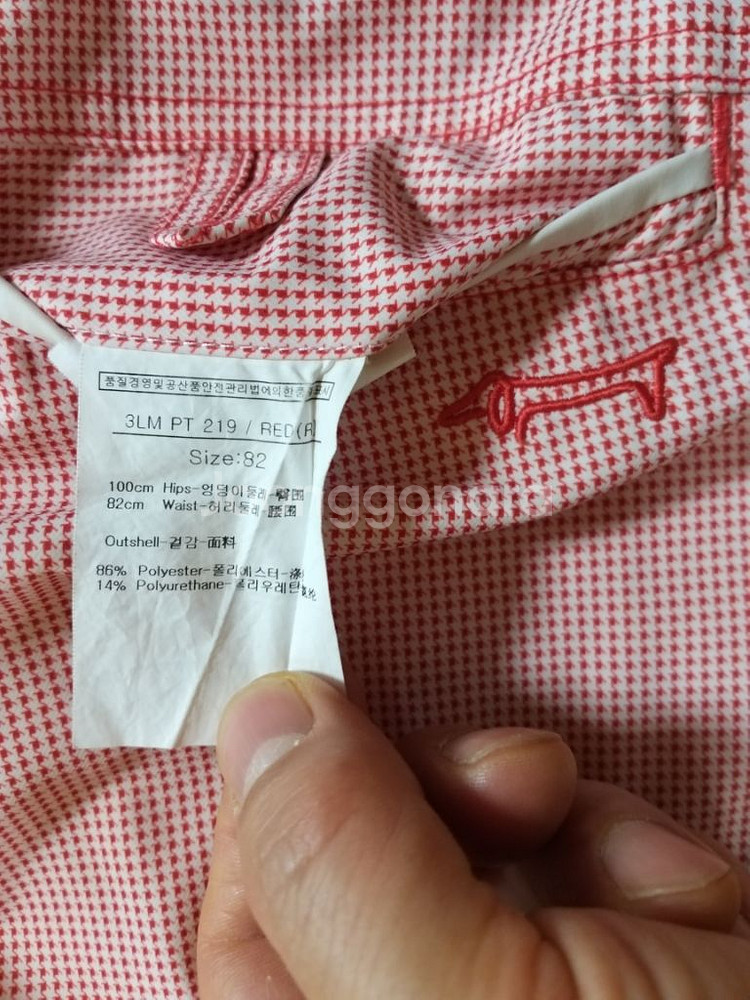 품질경영및공산품안전관리법에의한품질표시
3LM PT 219 / RED(R)
Size:82
100cm Hips-엉덩이둘레-臀围
82cm Waist-허리둘레-腰围
Outshell-겉감-面料
86% Polyester-폴리에스터-涤
14% Polyurethane-폴리우레탄